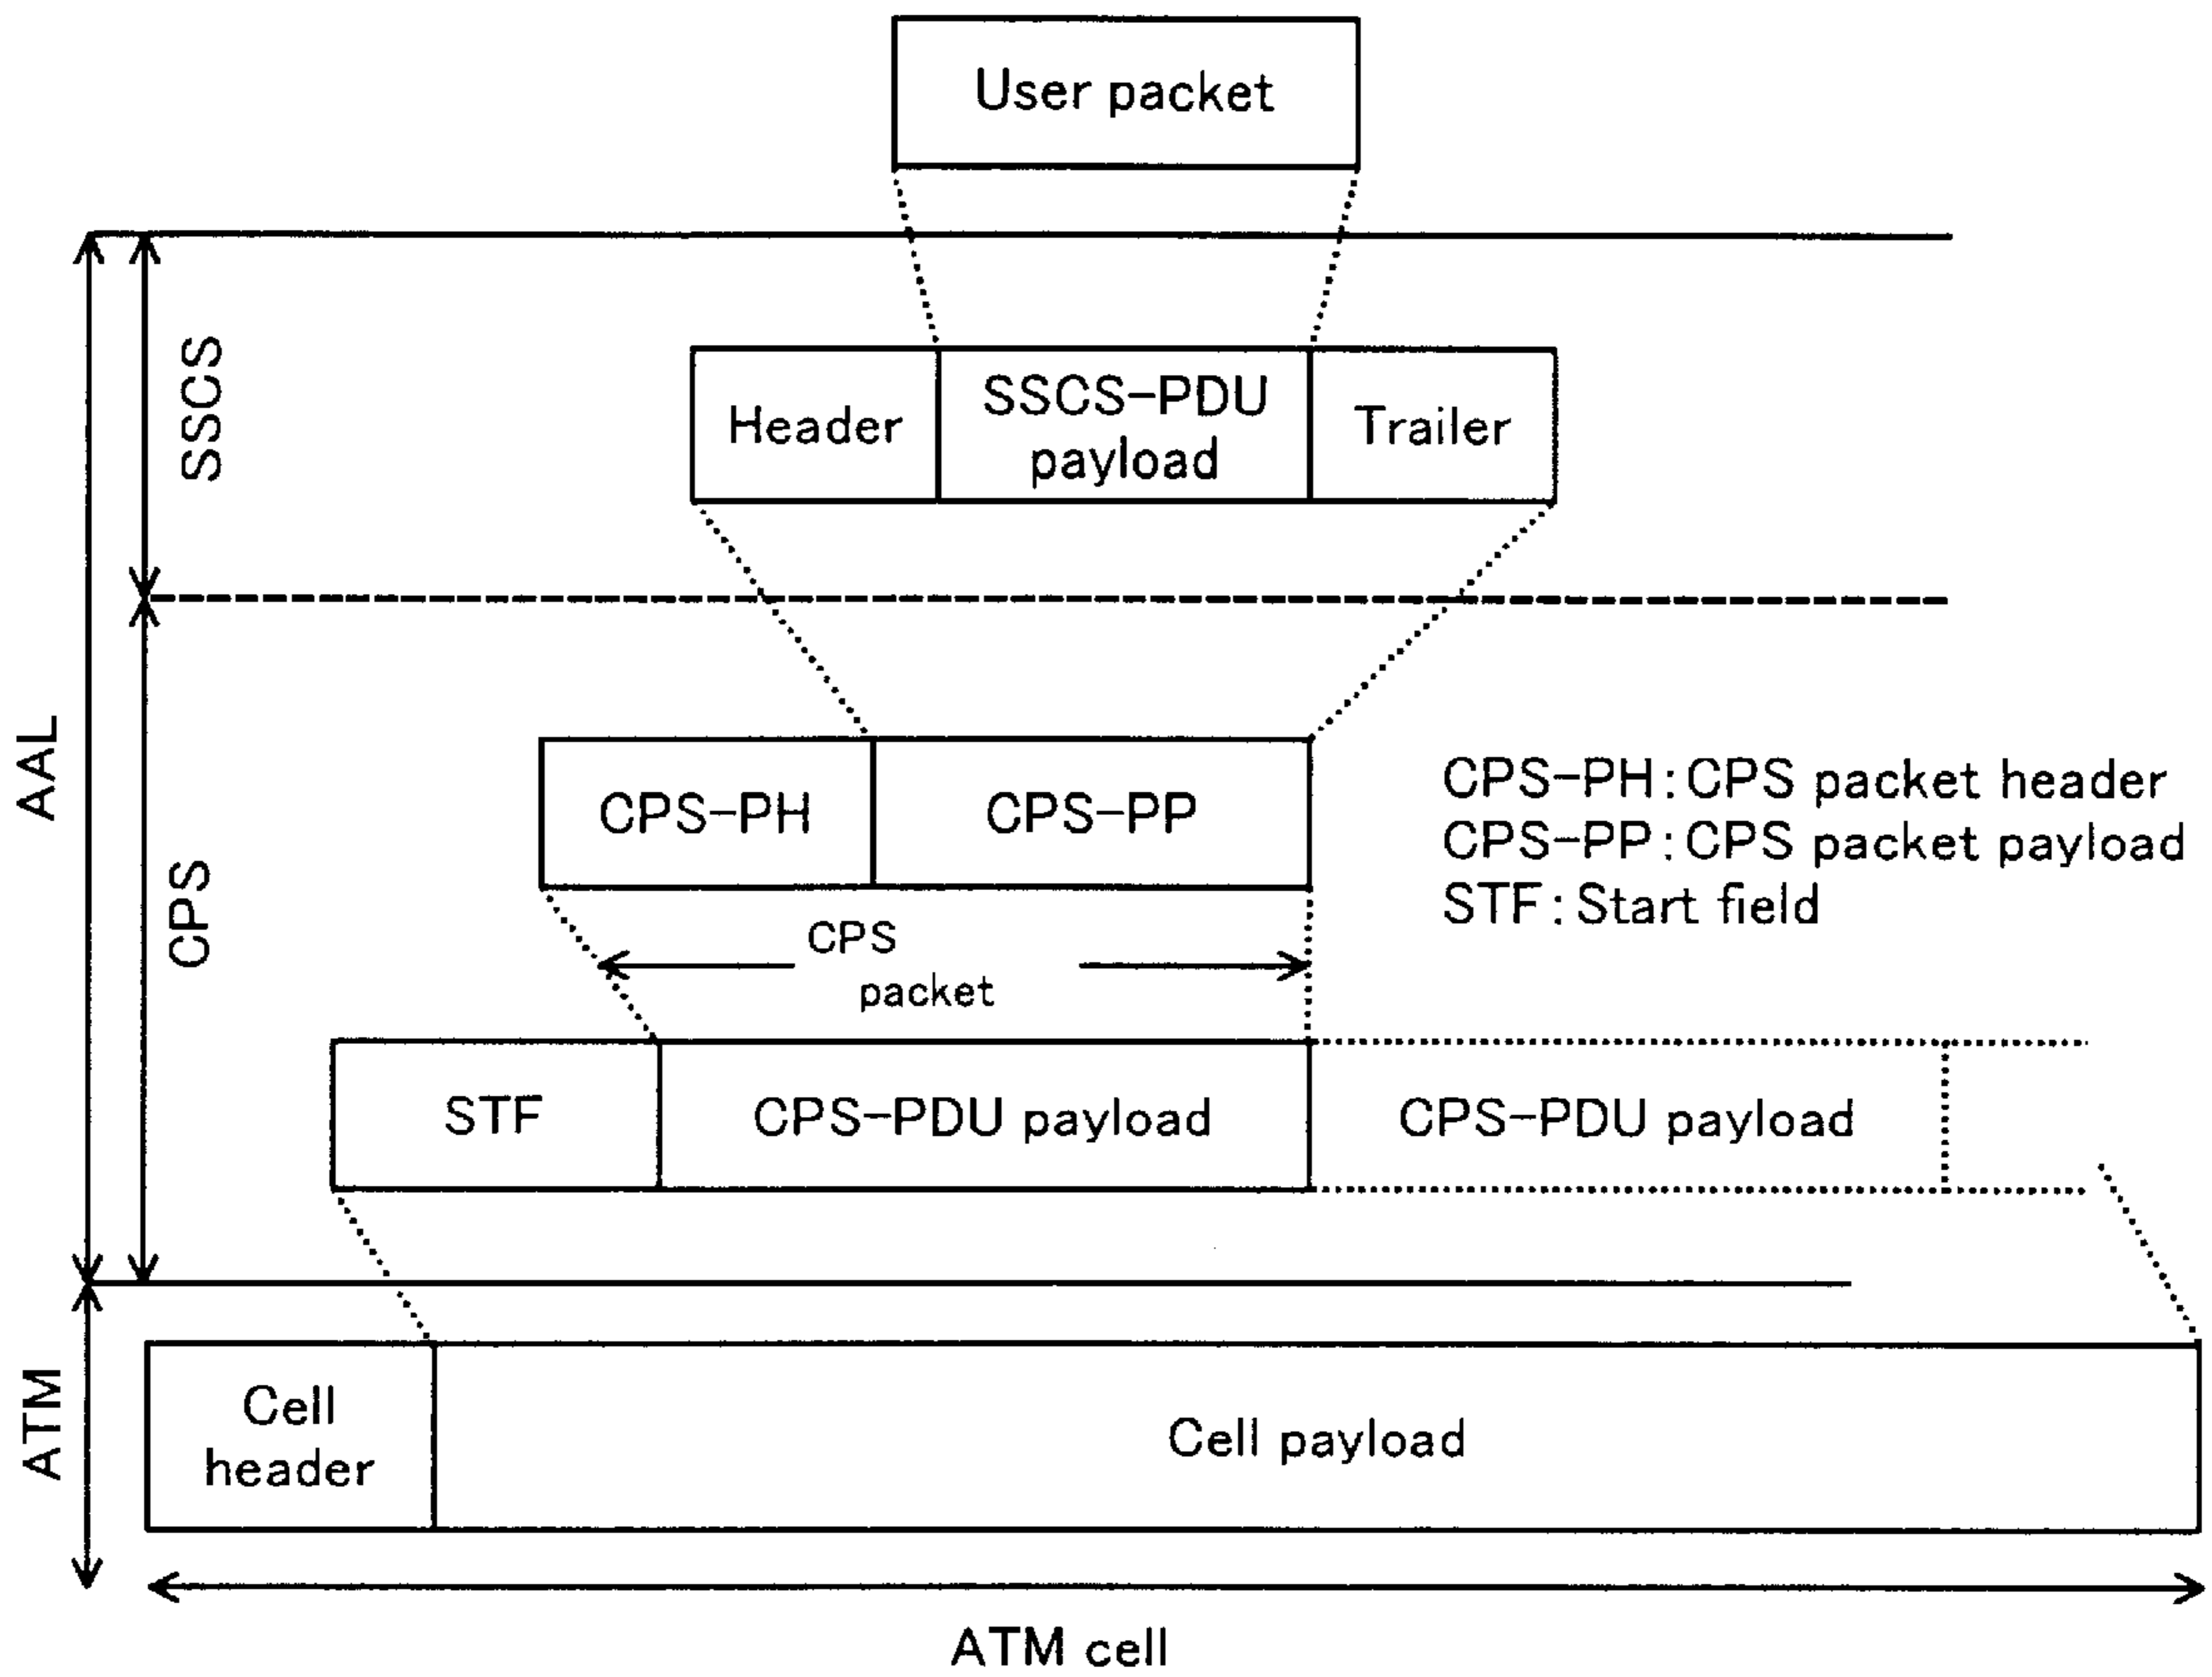 User packet
SSCS
Header
SSCS-PDU
payload
Trailer
AAL
CPS
CPS-PH
CPS-PP
CPS-PH:CPS packet header
CPS-PP:CPS packet payload
STF:Start field
CPS
packet
STF
CPS-PDU payload
CPS-PDU payload
ATM
Cell
header
Cell payload
ATM cell